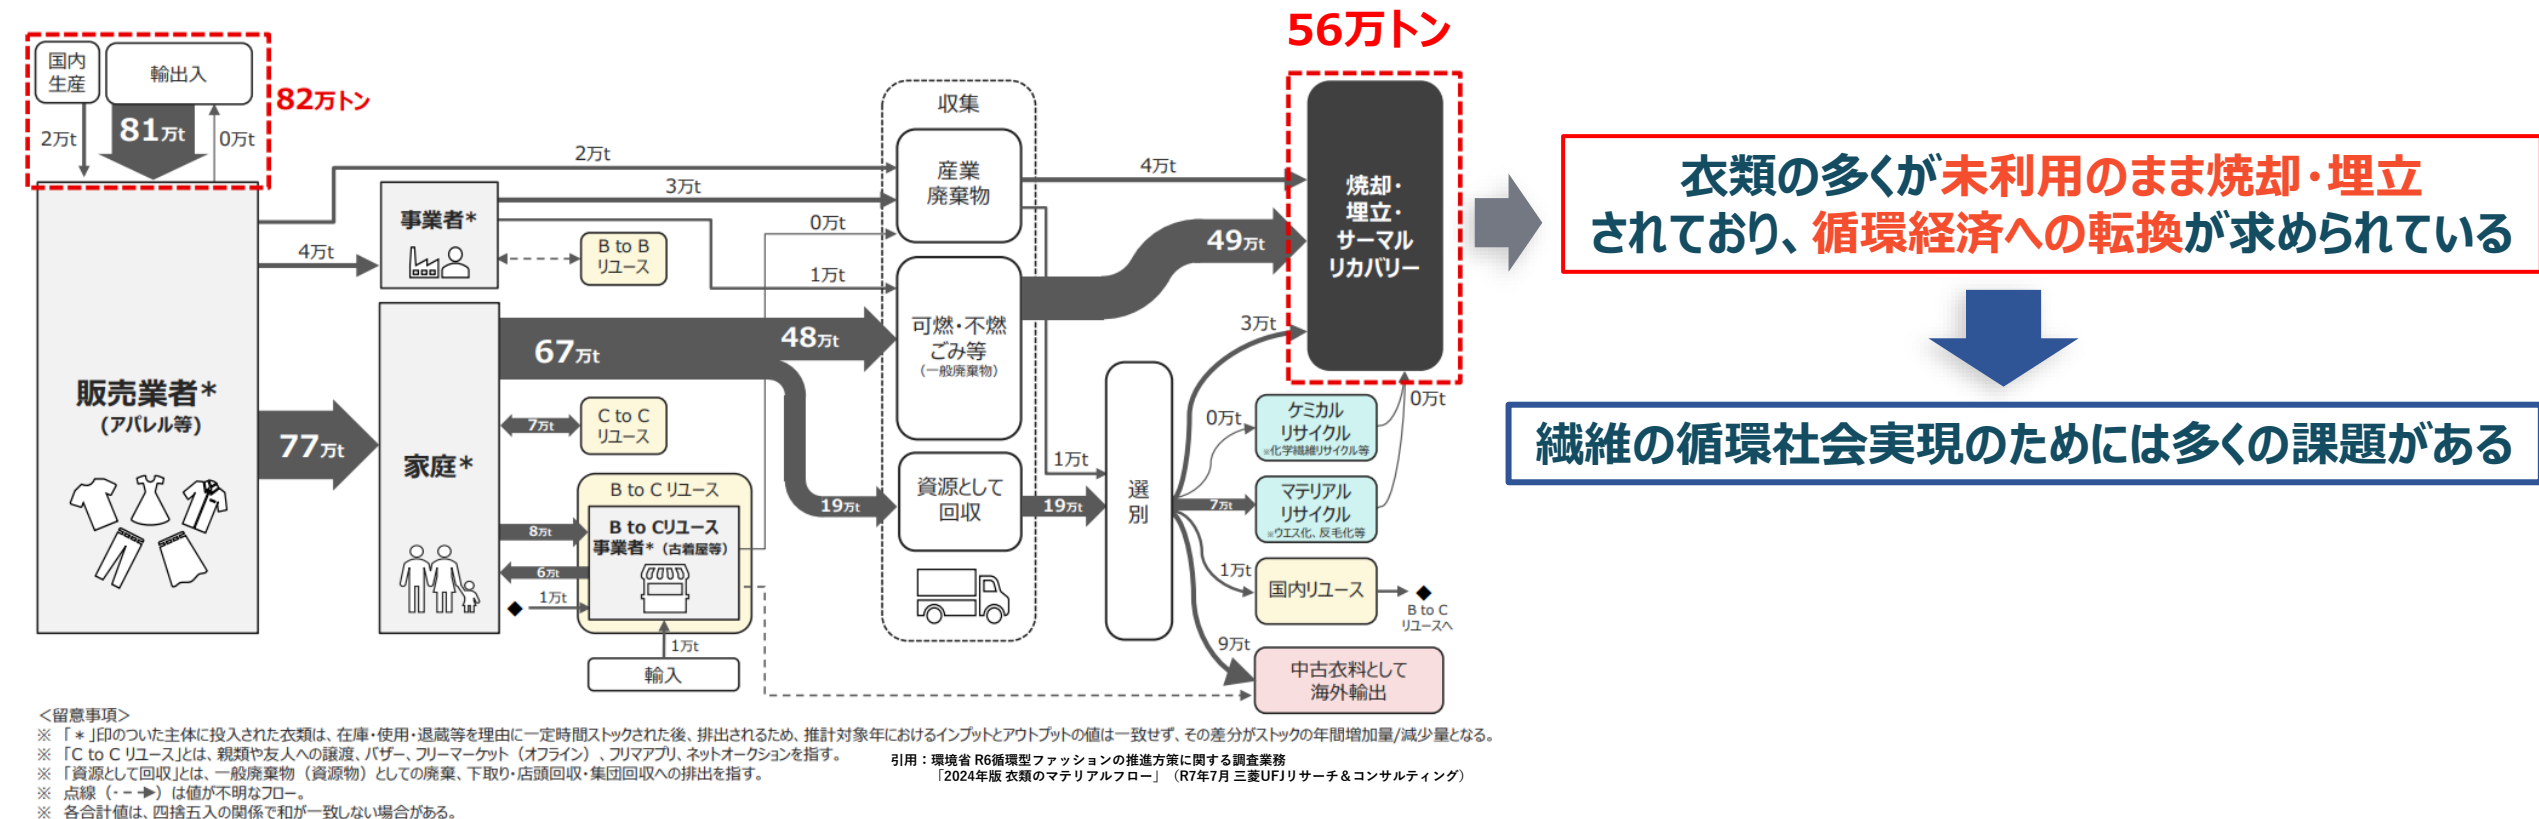 56万トン
国内
生産
輸出入
82万トン
2万t
81万t
0万t
販売業者*
(アパレル等)
2万t
4万t
77万t
事業者*
3万t
B to B
リユース
0万t
1万t
家庭*
67万t
48万t
7万t
C to C
リユース
19万t
B to C リユース
B to Cリユース
事業者*（古着屋等）
8万t
6万t
◆
1万t
1万t
輸入
収集
産業
廃棄物
可燃・不燃
ごみ等
（一般廃棄物）
資源として
回収
4万t
49万t
1万t
19万t
選
別
3万t
焼却・
埋立・
サーマル
リカバリー
0万t
0万t
ケミカル
リサイクル
※化学繊維リサイクル等
7万t
マテリアル
リサイクル
※ウエス化、反毛化等
1万t
国内リユース
◆
B to C
リユースへ
9万t
中古衣料として
海外輸出
衣類の多くが未利用のまま焼却・埋立
されており、循環経済への転換が求められている
繊維の循環社会実現のためには多くの課題がある
＜留意事項＞
※ 「＊」印のついた主体に投入された衣類は、在庫・使用・退蔵等を理由に一定時間ストックされた後、排出されるため、推計対象年におけるインプットとアウトプットの値は一致せず、その差分がストックの年間増加量/減少量となる。
※ 「C to C リユース」とは、親類や友人への譲渡、バザー、フリーマーケット（オフライン）、フリマアプリ、ネットオークションを指す。
※ 「資源として回収」とは、一般廃棄物（資源物）としての廃棄、下取り・店頭回収・集団回収への排出を指す。
※ 点線（- - ➔）は値が不明なフロー。
※ 各合計値は、四捨五入の関係で和が一致しない場合がある。
引用：環境省 R6循環型ファッションの推進方策に関する調査業務
「2024年版 衣類のマテリアルフロー」（R7年7月 三菱UFJリサーチ＆コンサルティング）